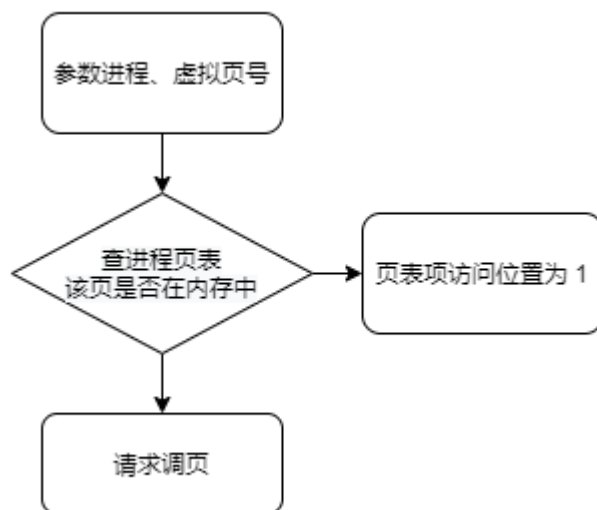 参数进程、虚拟页号
查进程页表
该页是否在内存中
页表项访问位置为 1
请求调页